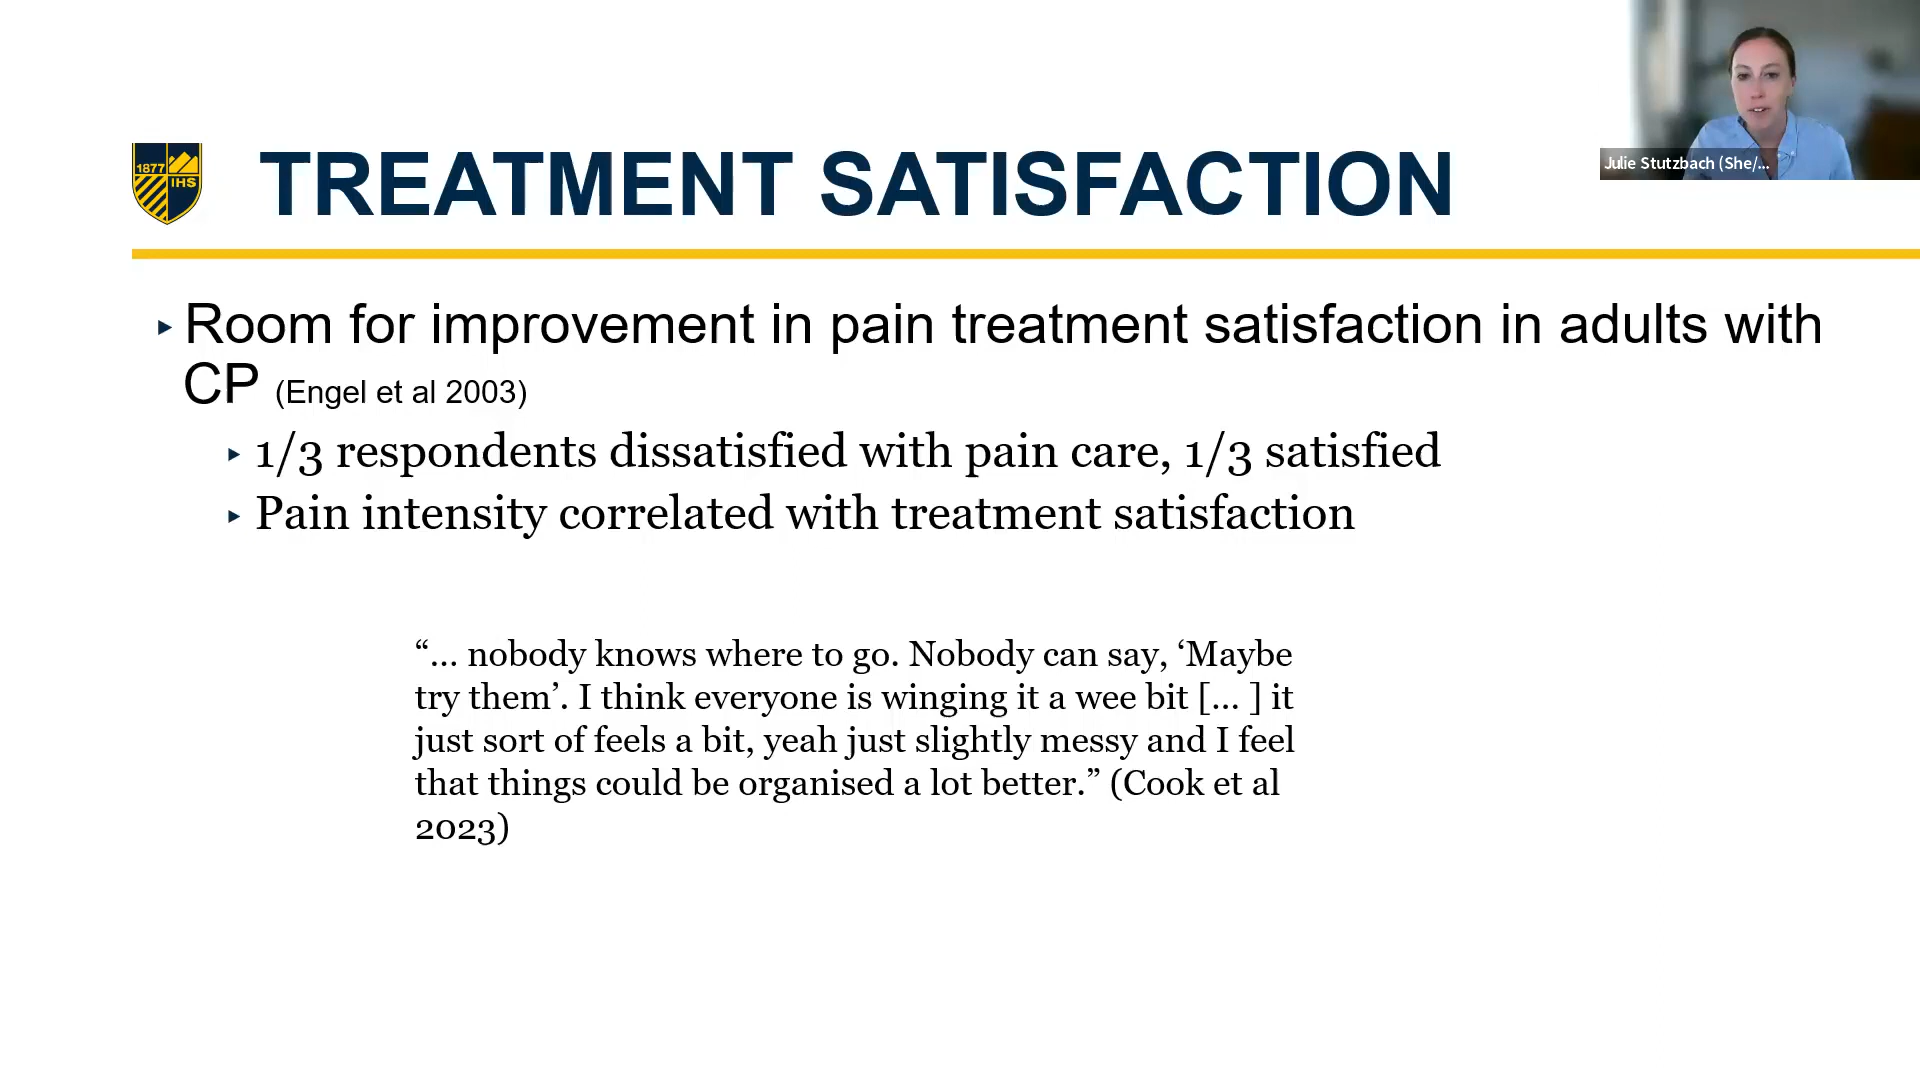 Julie Stutzbach (She/...
1877
IHS
TREATMENT SATISFACTION
▸ Room for improvement in pain treatment satisfaction in adults with
CP (Engel et al 2003)
▸ 1/3 respondents dissatisfied with pain care, 1/3 satisfied
▸ Pain intensity correlated with treatment satisfaction
“... nobody knows where to go. Nobody can say, ‘Maybe
try them’. I think everyone is winging it a wee bit [... ] it
just sort of feels a bit, yeah just slightly messy and I feel
that things could be organised a lot better.” (Cook et al
2023)